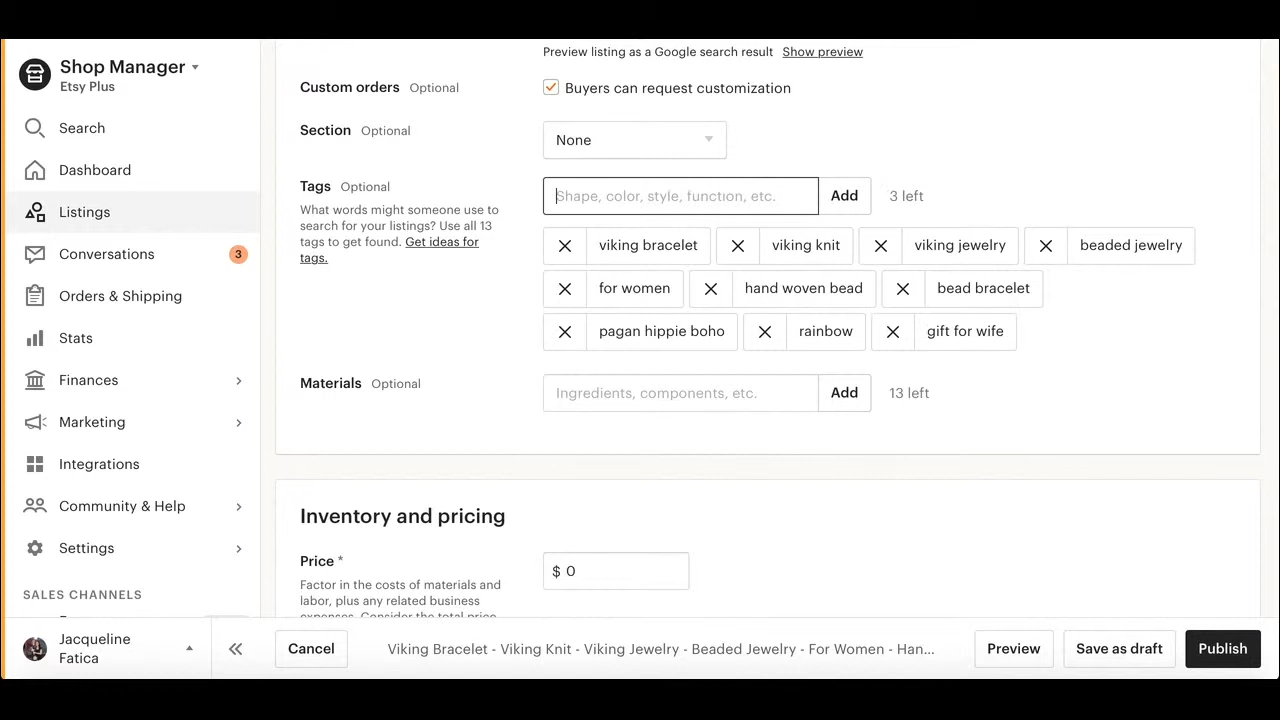 Shop Manager
Etsy Plus
Search
Dashboard
Listings
Conversations 3
Orders & Shipping
Stats
Finances
Marketing
Integrations
Community & Help
Settings
SALES CHANNELS
Jacqueline
Fatica
Preview listing as a Google search result Show preview
Custom orders Optional
Buyers can request customization
Section Optional
None
Tags Optional
What words might someone use to
search for your listings? Use all 13
tags to get found. Get ideas for
tags.
Shape, color, style, function, etc. Add 3 left
viking bracelet viking knit viking jewelry beaded jewelry
for women hand woven bead bead bracelet
pagan hippie boho rainbow gift for wife
Materials Optional
Ingredients, components, etc. Add 13 left
Inventory and pricing
Price *
Factor in the costs of materials and
labor, plus any related business
expenses. Consider the total price
$ 0
Cancel Viking Bracelet - Viking Knit - Viking Jewelry - Beaded Jewelry - For Women - Han... Preview Save as draft Publish